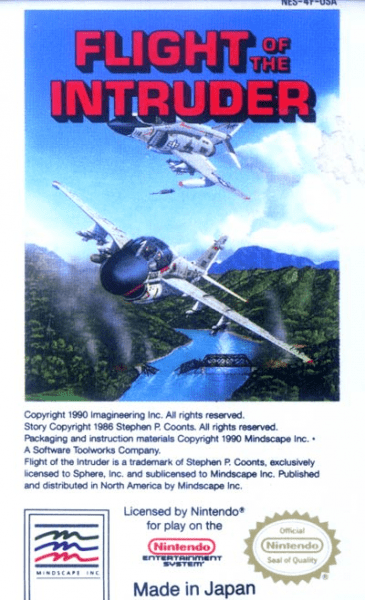 NES-4F-USA
FLIGHT OF THE
INTRUDER
Copyright 1990 Imagineering Inc. All rights reserved.
Story Copyright 1986 Stephen P. Coonts. All rights reserved.
Packaging and instruction materials Copyright 1990 Mindscape Inc. •
A Software Toolworks Company.
Flight of the Intruder is a trademark of Stephen P. Coonts, exclusively
licensed to Sphere, Inc. and sublicensed to Mindscape Inc. Published
and distributed in North America by Mindscape Inc.
Licensed by Nintendo®
for play on the
Nintendo
ENTERTAINMENT
SYSTEM®
MINDSCAPE INC
Made in Japan
Official
Nintendo
Seal of Quality
®